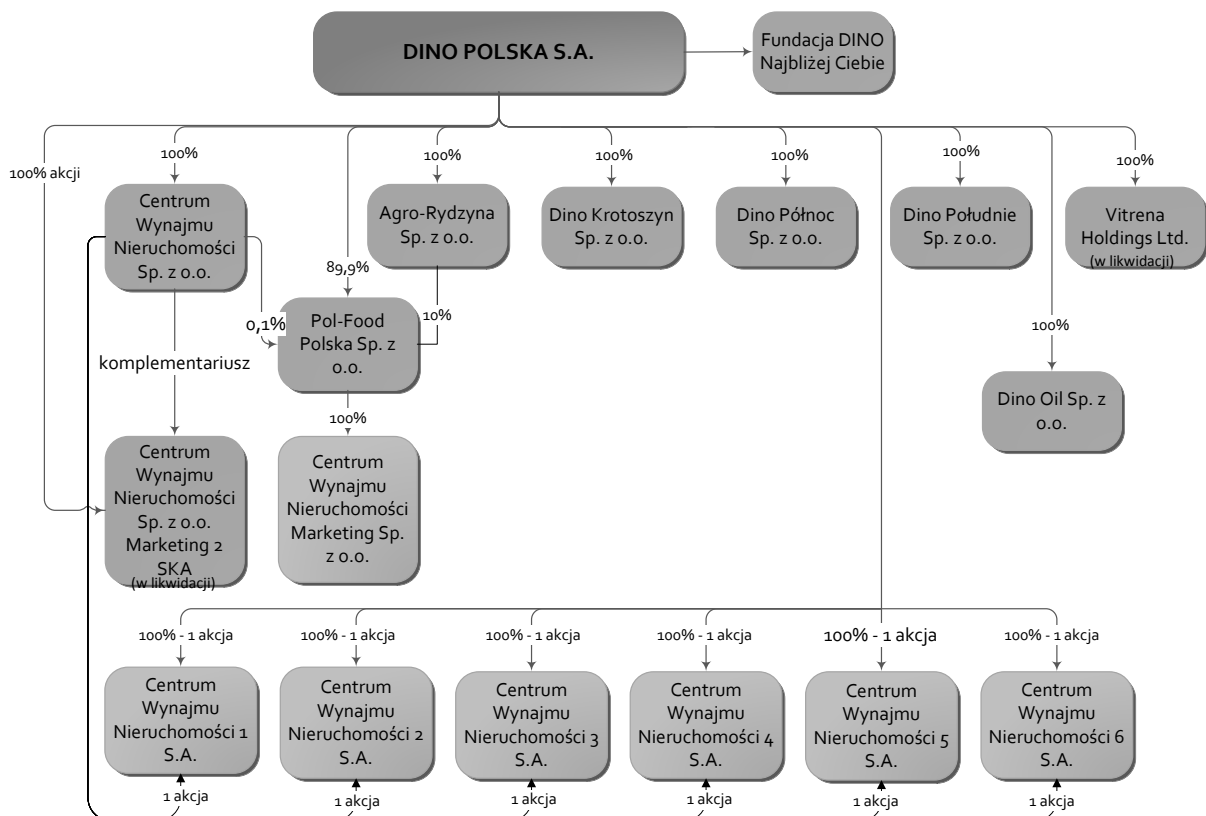 DINO POLSKA S.A.
Fundacja DINO
Najbliżej Ciebie
100% akcji
100%
100%
100%
100%
100%
100%
Centrum
Wynajmu
Nieruchomości
Sp. z o.o.
Agro-Rydzyna
Sp. z o.o.
Dino Krotoszyn
Sp. z o.o.
Dino Północ
Sp. z o.o.
Dino Południe
Sp. z o.o.
Vitrena
Holdings Ltd.
(w likwidacji)
89,9%
0,1%
10%
Pol-Food
Polska Sp. z
o.o.
100%
komplementariusz
Dino Oil Sp. z
o.o.
100%
Centrum
Wynajmu
Nieruchomości
Sp. z o.o.
Marketing 2
SKA
(w likwidacji)
Centrum
Wynajmu
Nieruchomości
Marketing Sp.
z o.o.
100% - 1 akcja
100% - 1 akcja
100% - 1 akcja
100% - 1 akcja
100% - 1 akcja
100% - 1 akcja
Centrum
Wynajmu
Nieruchomości 1
S.A.
Centrum
Wynajmu
Nieruchomości 2
S.A.
Centrum
Wynajmu
Nieruchomości 3
S.A.
Centrum
Wynajmu
Nieruchomości 4
S.A.
Centrum
Wynajmu
Nieruchomości 5
S.A.
Centrum
Wynajmu
Nieruchomości 6
S.A.
1 akcja
1 akcja
1 akcja
1 akcja
1 akcja
1 akcja